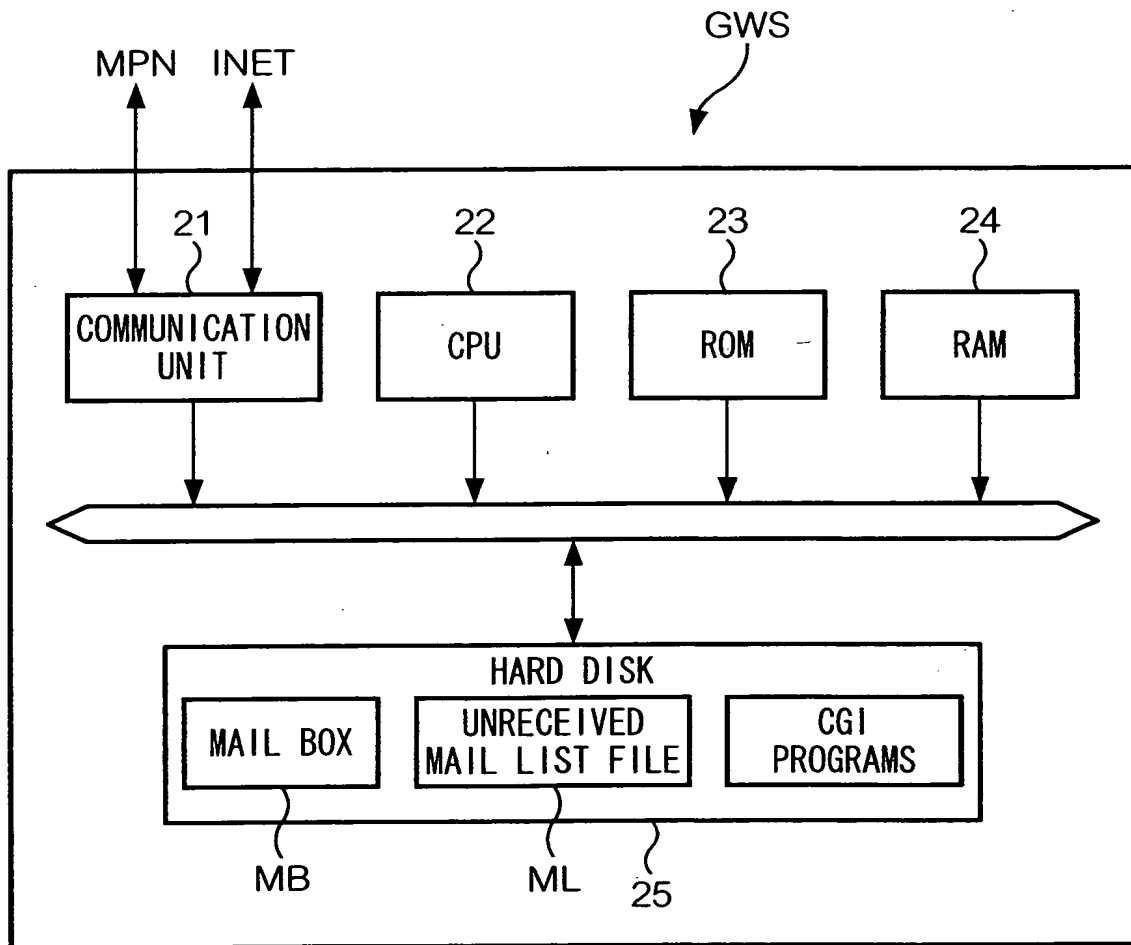 GWS
MPN INET
21
22
23
24
COMMUNICATION
UNIT
CPU
ROM
RAM
HARD DISK
MAIL BOX
UNRECEIVED
MAIL LIST FILE
CGI
PROGRAMS
MB
ML
25